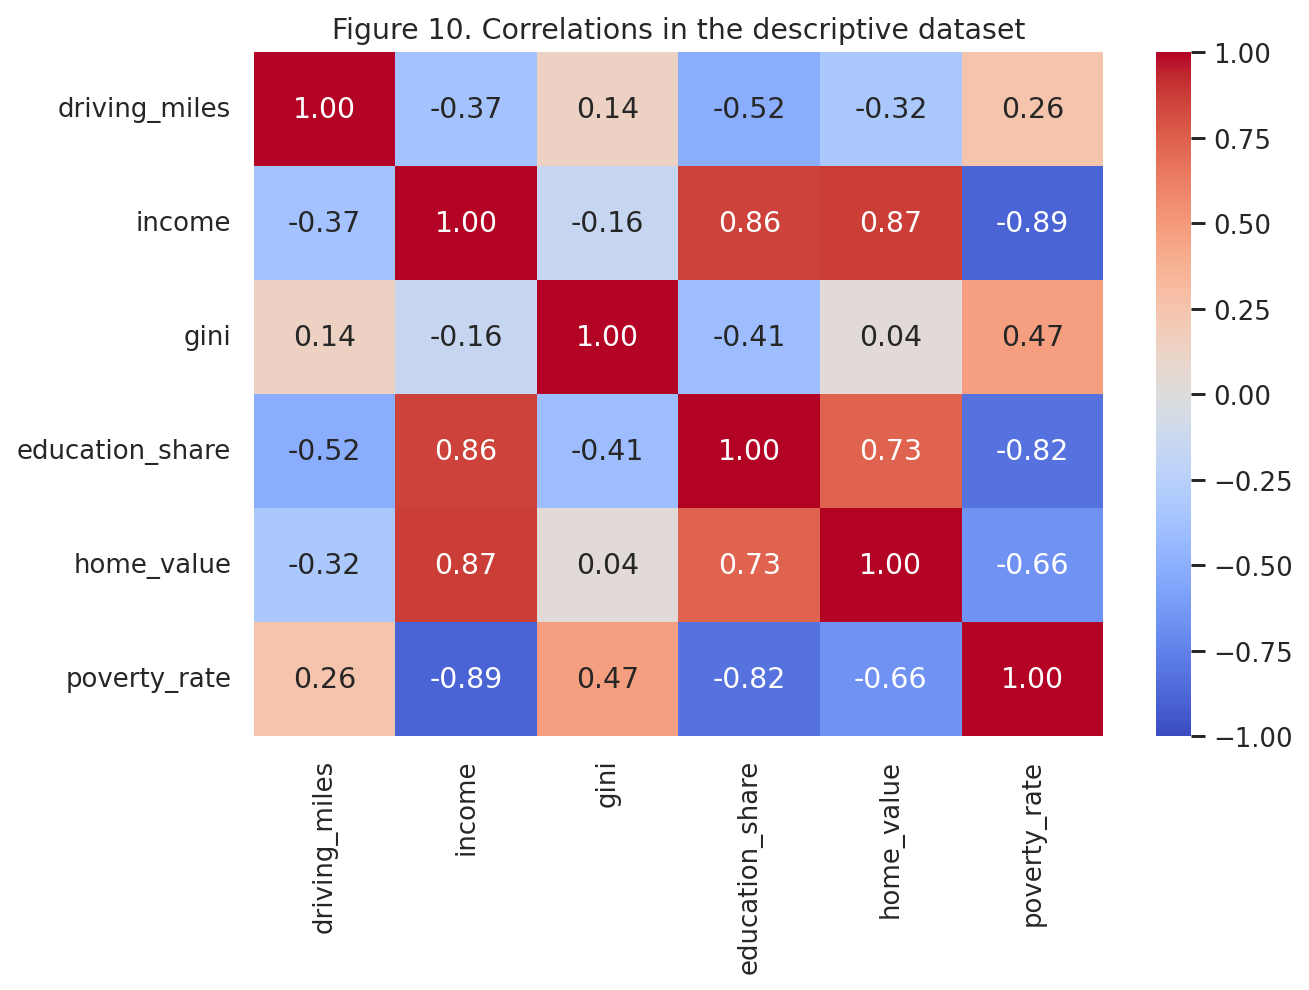 Figure 10. Correlations in the descriptive dataset
driving_miles 1.00 -0.37 0.14 -0.52 -0.32 0.26
income -0.37 1.00 -0.16 0.86 0.87 -0.89
gini 0.14 -0.16 1.00 -0.41 0.04 0.47
education_share -0.52 0.86 -0.41 1.00 0.73 -0.82
home_value -0.32 0.87 0.04 0.73 1.00 -0.66
poverty_rate 0.26 -0.89 0.47 -0.82 -0.66 1.00
driving_miles
income
gini
education_share
home_value
poverty_rate
1.00
0.75
0.50
0.25
0.00
−0.25
−0.50
−0.75
−1.00